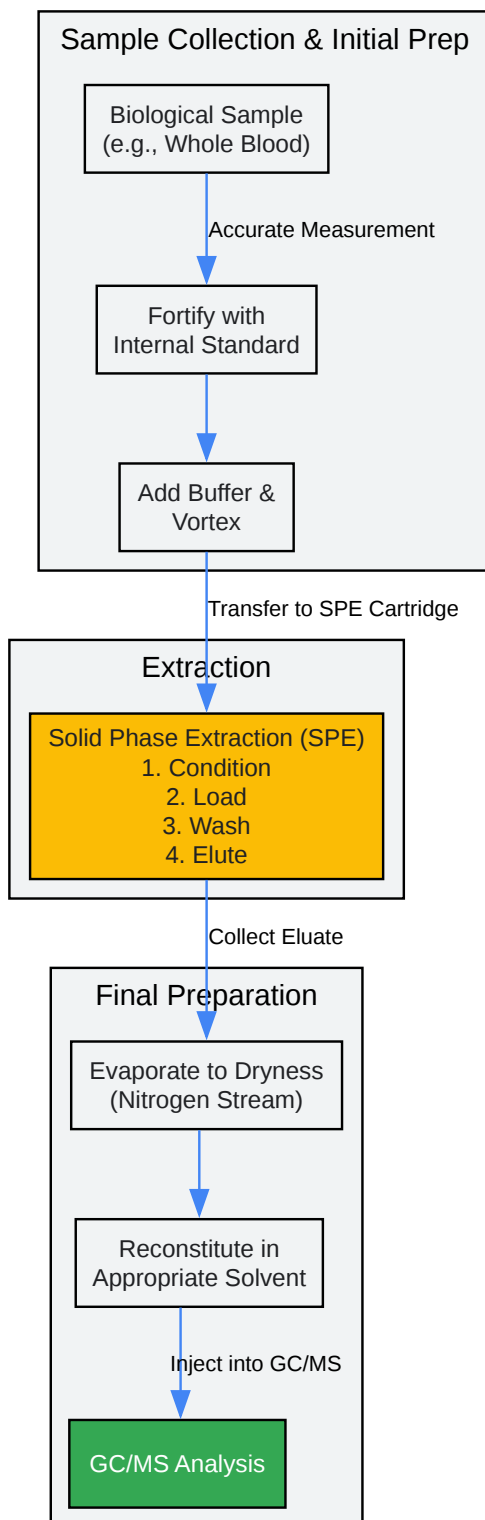 Sample Collection & Initial Prep
Biological Sample
(e.g., Whole Blood)
Accurate Measurement
Fortify with
Internal Standard
Add Buffer &
Vortex
Transfer to SPE Cartridge
Extraction
Solid Phase Extraction (SPE)
1. Condition
2. Load
3. Wash
4. Elute
Collect Eluate
Final Preparation
Evaporate to Dryness
(Nitrogen Stream)
Reconstitute in
Appropriate Solvent
Inject into GC/MS
GC/MS Analysis